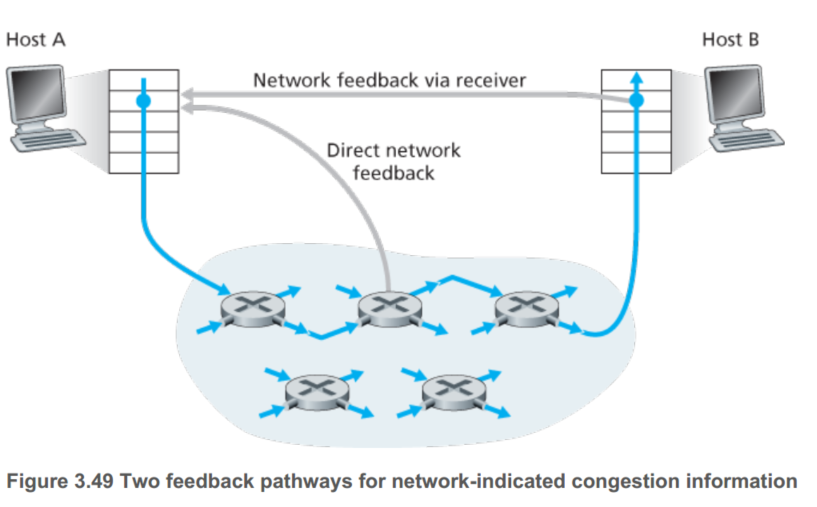 Host A
Host B
Network feedback via receiver
Direct network
feedback
Figure 3.49 Two feedback pathways for network-indicated congestion information